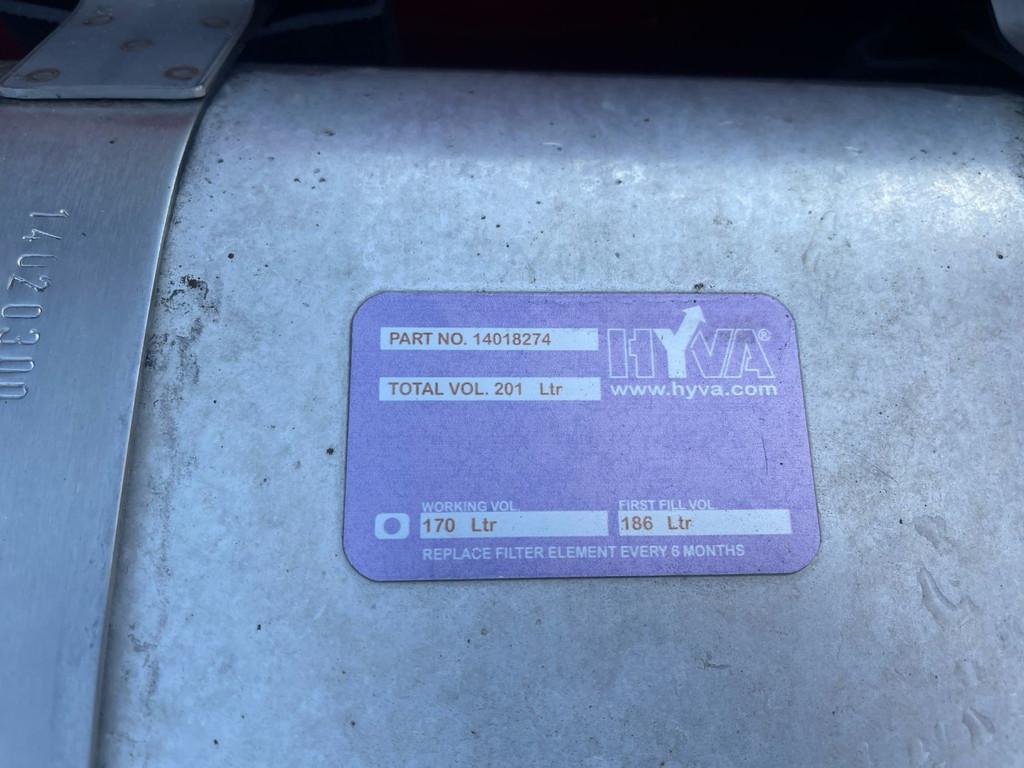 14020300
PART NO. 14018274
HYVA®
TOTAL VOL. 201 Ltr
www.hyva.com
WORKING VOL.
FIRST FILL VOL.
170 Ltr
186 Ltr
REPLACE FILTER ELEMENT EVERY 6 MONTHS